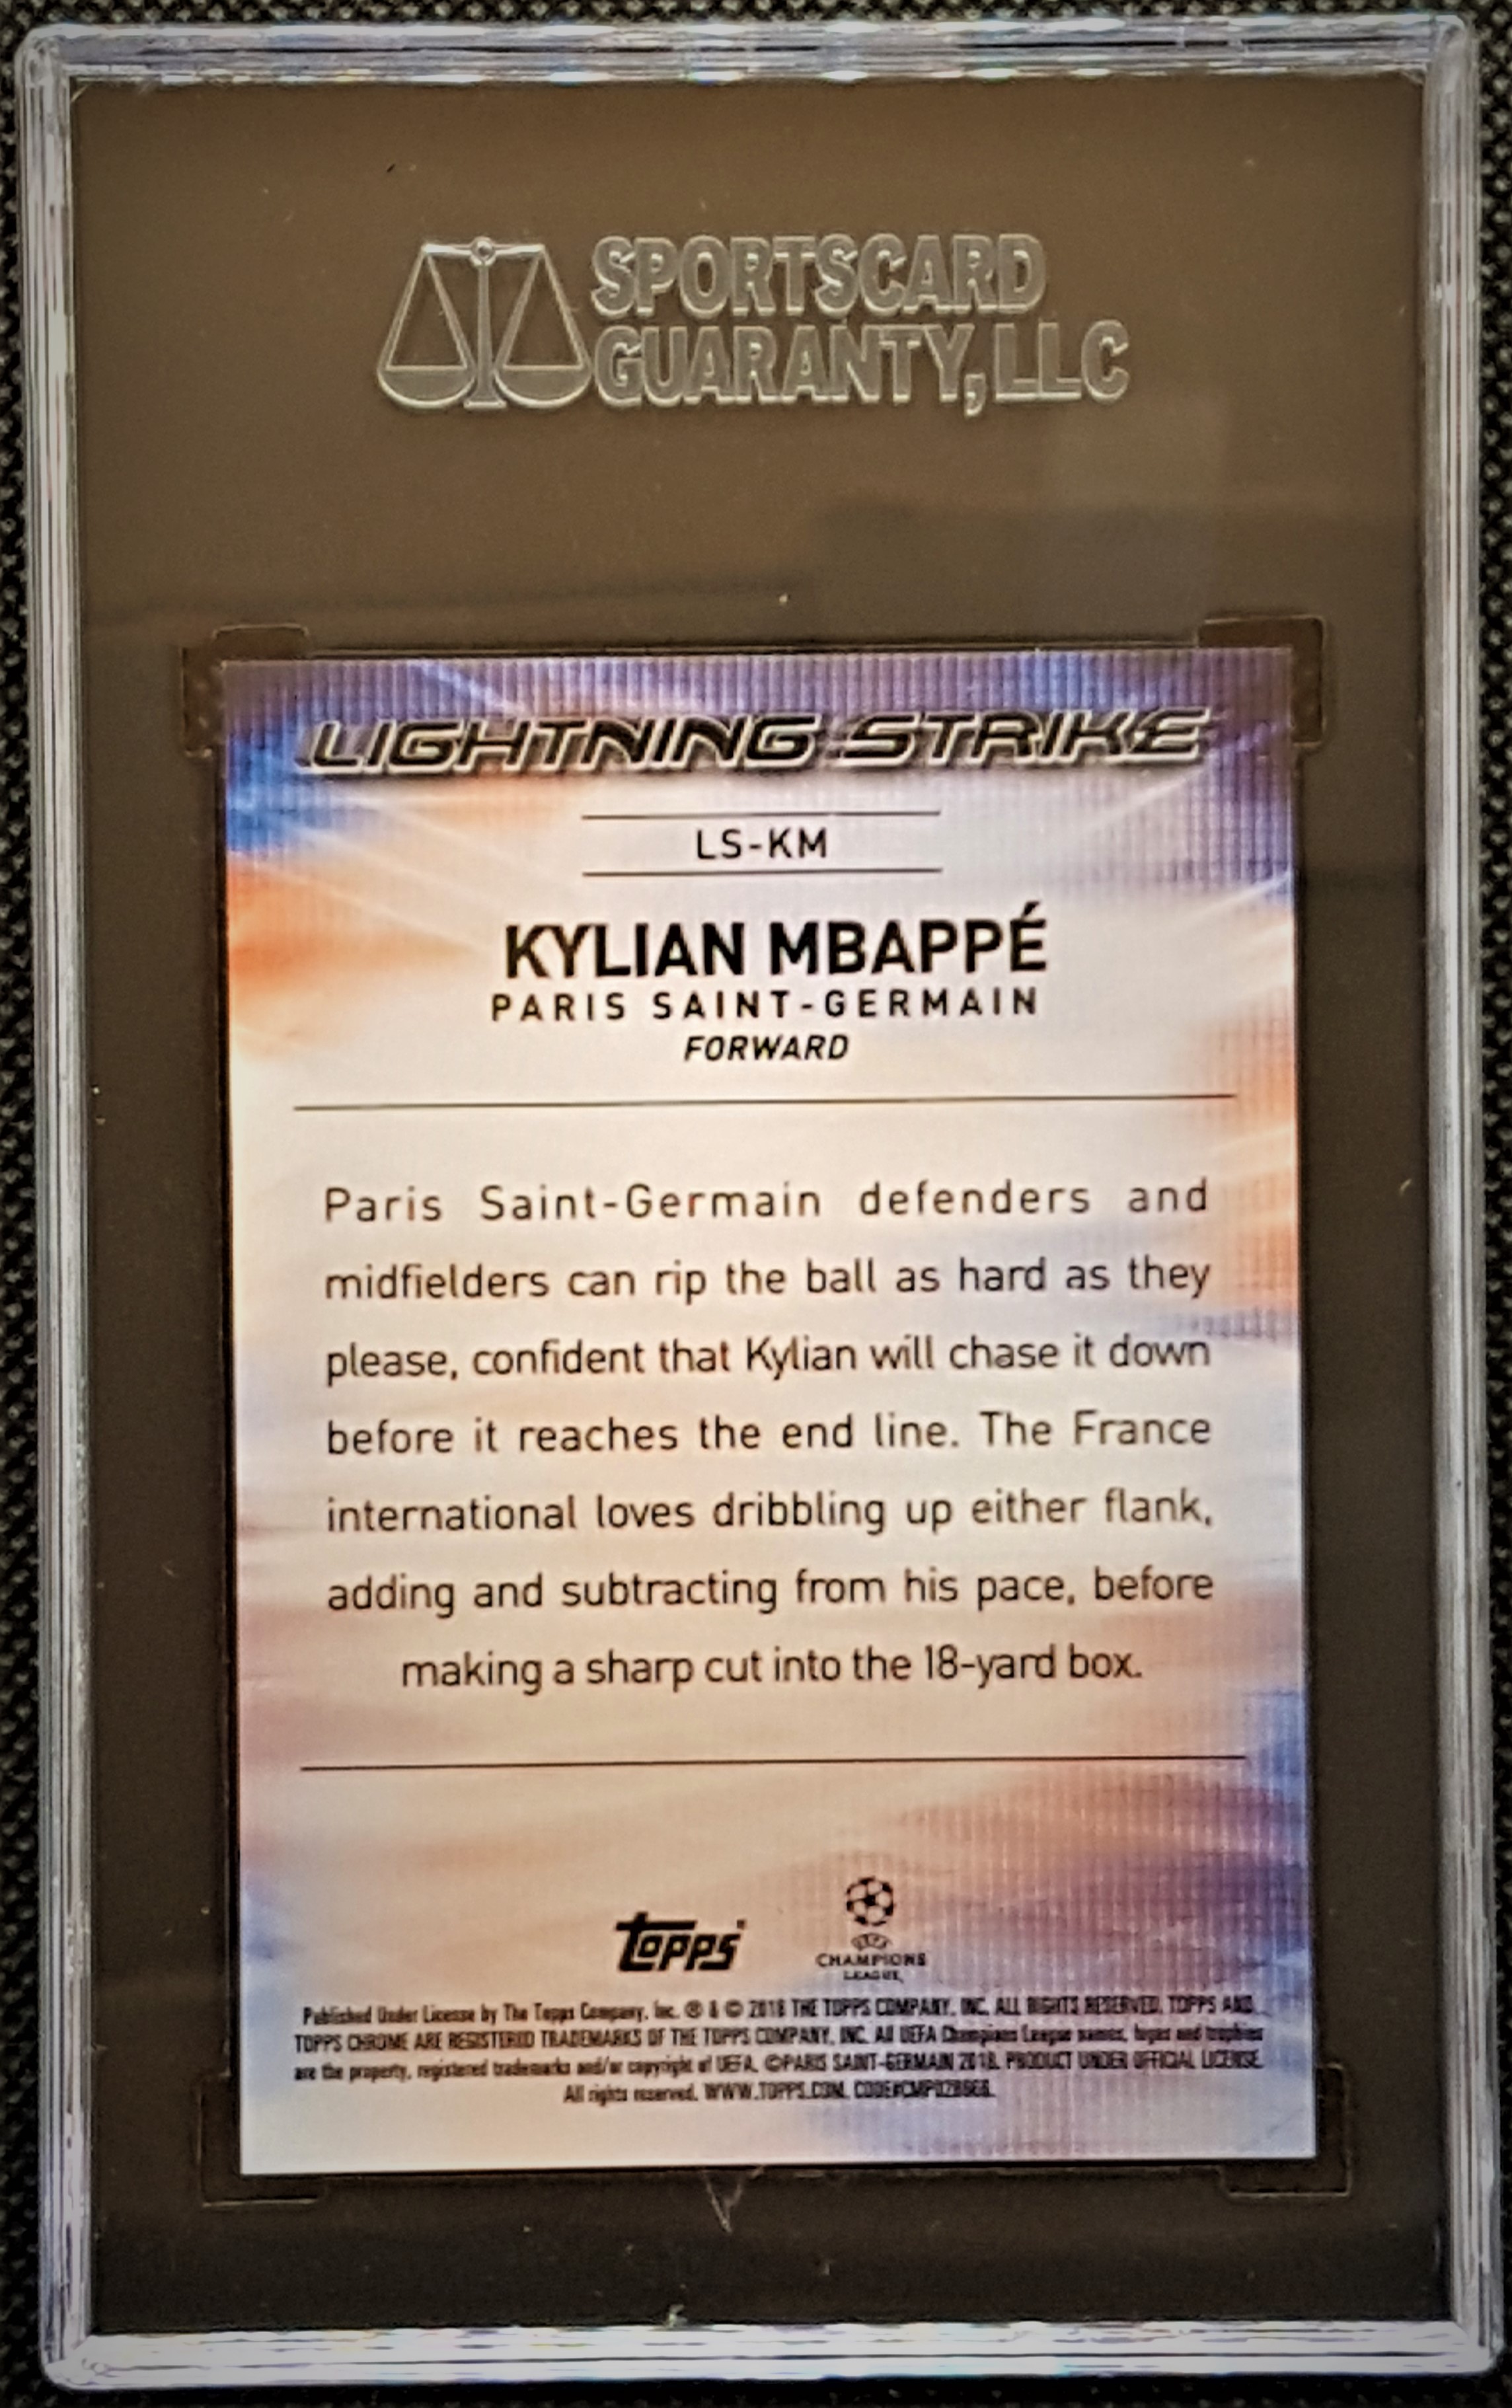 SPORTSCARD
GUARANTY, LLC
LIGHTNING STRIKE
LS-KM
KYLIAN MBAPPÉ
PARIS SAINT-GERMAIN
FORWARD
Paris Saint-Germain defenders and
midfielders can rip the ball as hard as they
please, confident that Kylian will chase it down
before it reaches the end line. The France
international loves dribbling up either flank,
adding and subtracting from his pace, before
making a sharp cut into the 18-yard box.
Topps
UEFA
CHAMPIONS
LEAGUE
Published Under License by The Topps Company, Inc. ® & © 2018 THE TOPPS COMPANY, INC. ALL RIGHTS RESERVED. TOPPS AND
TOPPS CHROME ARE REGISTERED TRADEMARKS OF THE TOPPS COMPANY, INC. All UEFA Champions League names, logos and trophies
are the property, registered trademarks and/or copyright of UEFA. ©PARIS SAINT-GERMAIN 2018. PRODUCT UNDER OFFICIAL LICENSE.
All rights reserved. WWW.TOPPS.COM.